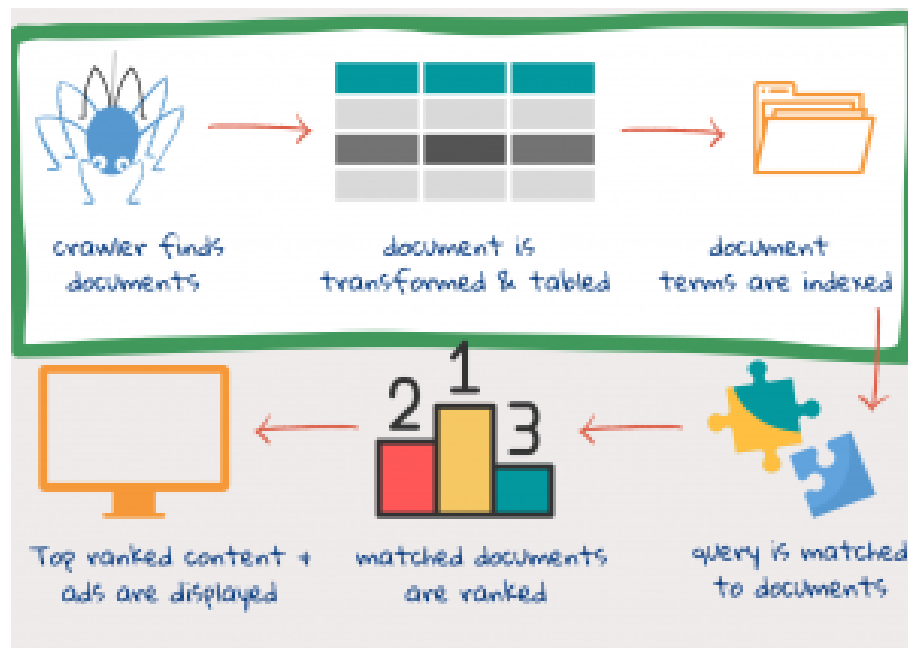 crawler finds
documents
document is
transformed & tabled
document
terms are indexed
2 1 3
Top ranked content +
ads are displayed
matched documents
are ranked
query is matched
to documents